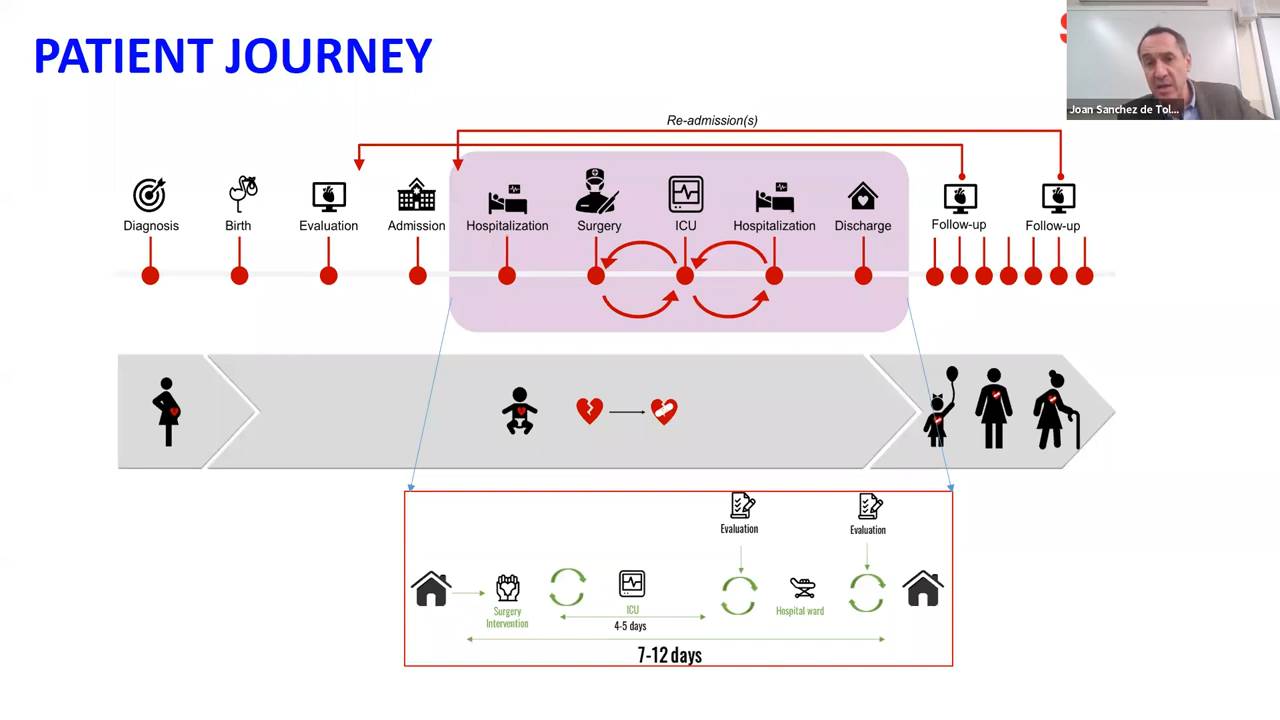 PATIENT JOURNEY
S
Joan Sanchez de Tol...
Re-admission(s)
Diagnosis
Birth
Evaluation
Admission
Hospitalization
Surgery
ICU
Hospitalization
Discharge
Follow-up
Follow-up
Evaluation
Evaluation
Surgery
Intervention
ICU
4-5 days
Hospital ward
7-12 days